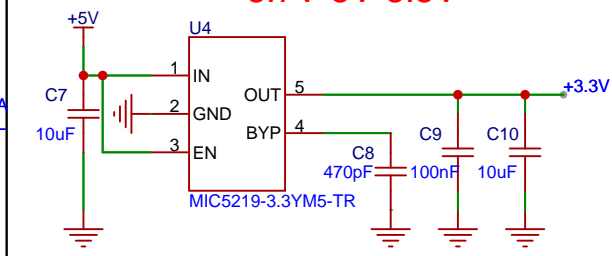 +5V
U4
1 IN
2 GND
3 EN
OUT 5
BYP 4
+3.3V
C7
10uF
C8
470pF
C9
100nF
C10
10uF
MIC5219-3.3YM5-TR
A